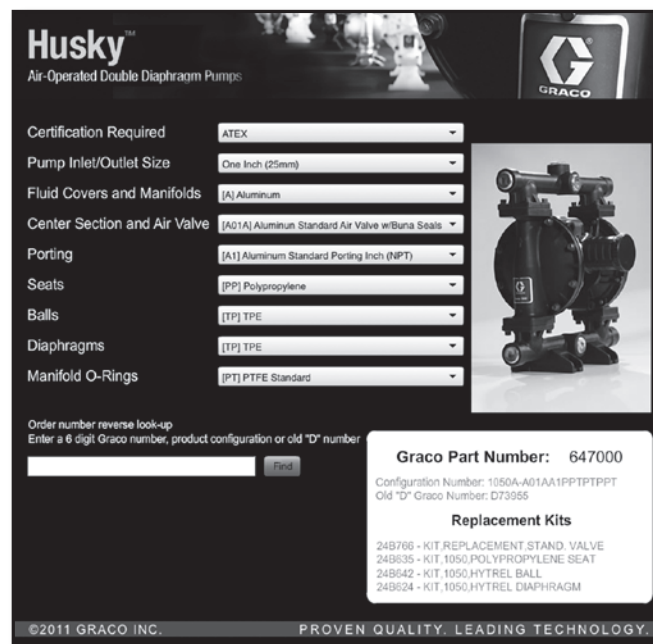 Husky™
Air-Operated Double Diaphragm Pumps
GRACO
Certification Required ATEX
Pump Inlet/Outlet Size One Inch (25mm)
Fluid Covers and Manifolds [A] Aluminum
Center Section and Air Valve [A01A] Aluminun Standard Air Valve w/Buna Seals
Porting [A1] Aluminum Standard Porting Inch (NPT)
Seats [PP] Polypropylene
Balls [TP] TPE
Diaphragms [TP] TPE
Manifold O-Rings [PT] PTFE Standard
Order number reverse look-up
Enter a 6 digit Graco number, product configuration or old "D" number
Find
Graco Part Number: 647000
Configuration Number: 1050A-A01AA1PPTPTPPT
Old "D" Graco Number: D73955
Replacement Kits
24B766 - KIT,REPLACEMENT,STAND. VALVE
24B635 - KIT,1050,POLYPROPYLENE SEAT
24B642 - KIT,1050,HYTREL BALL
24B624 - KIT,1050,HYTREL DIAPHRAGM
©2011 GRACO INC. PROVEN QUALITY. LEADING TECHNOLOGY.